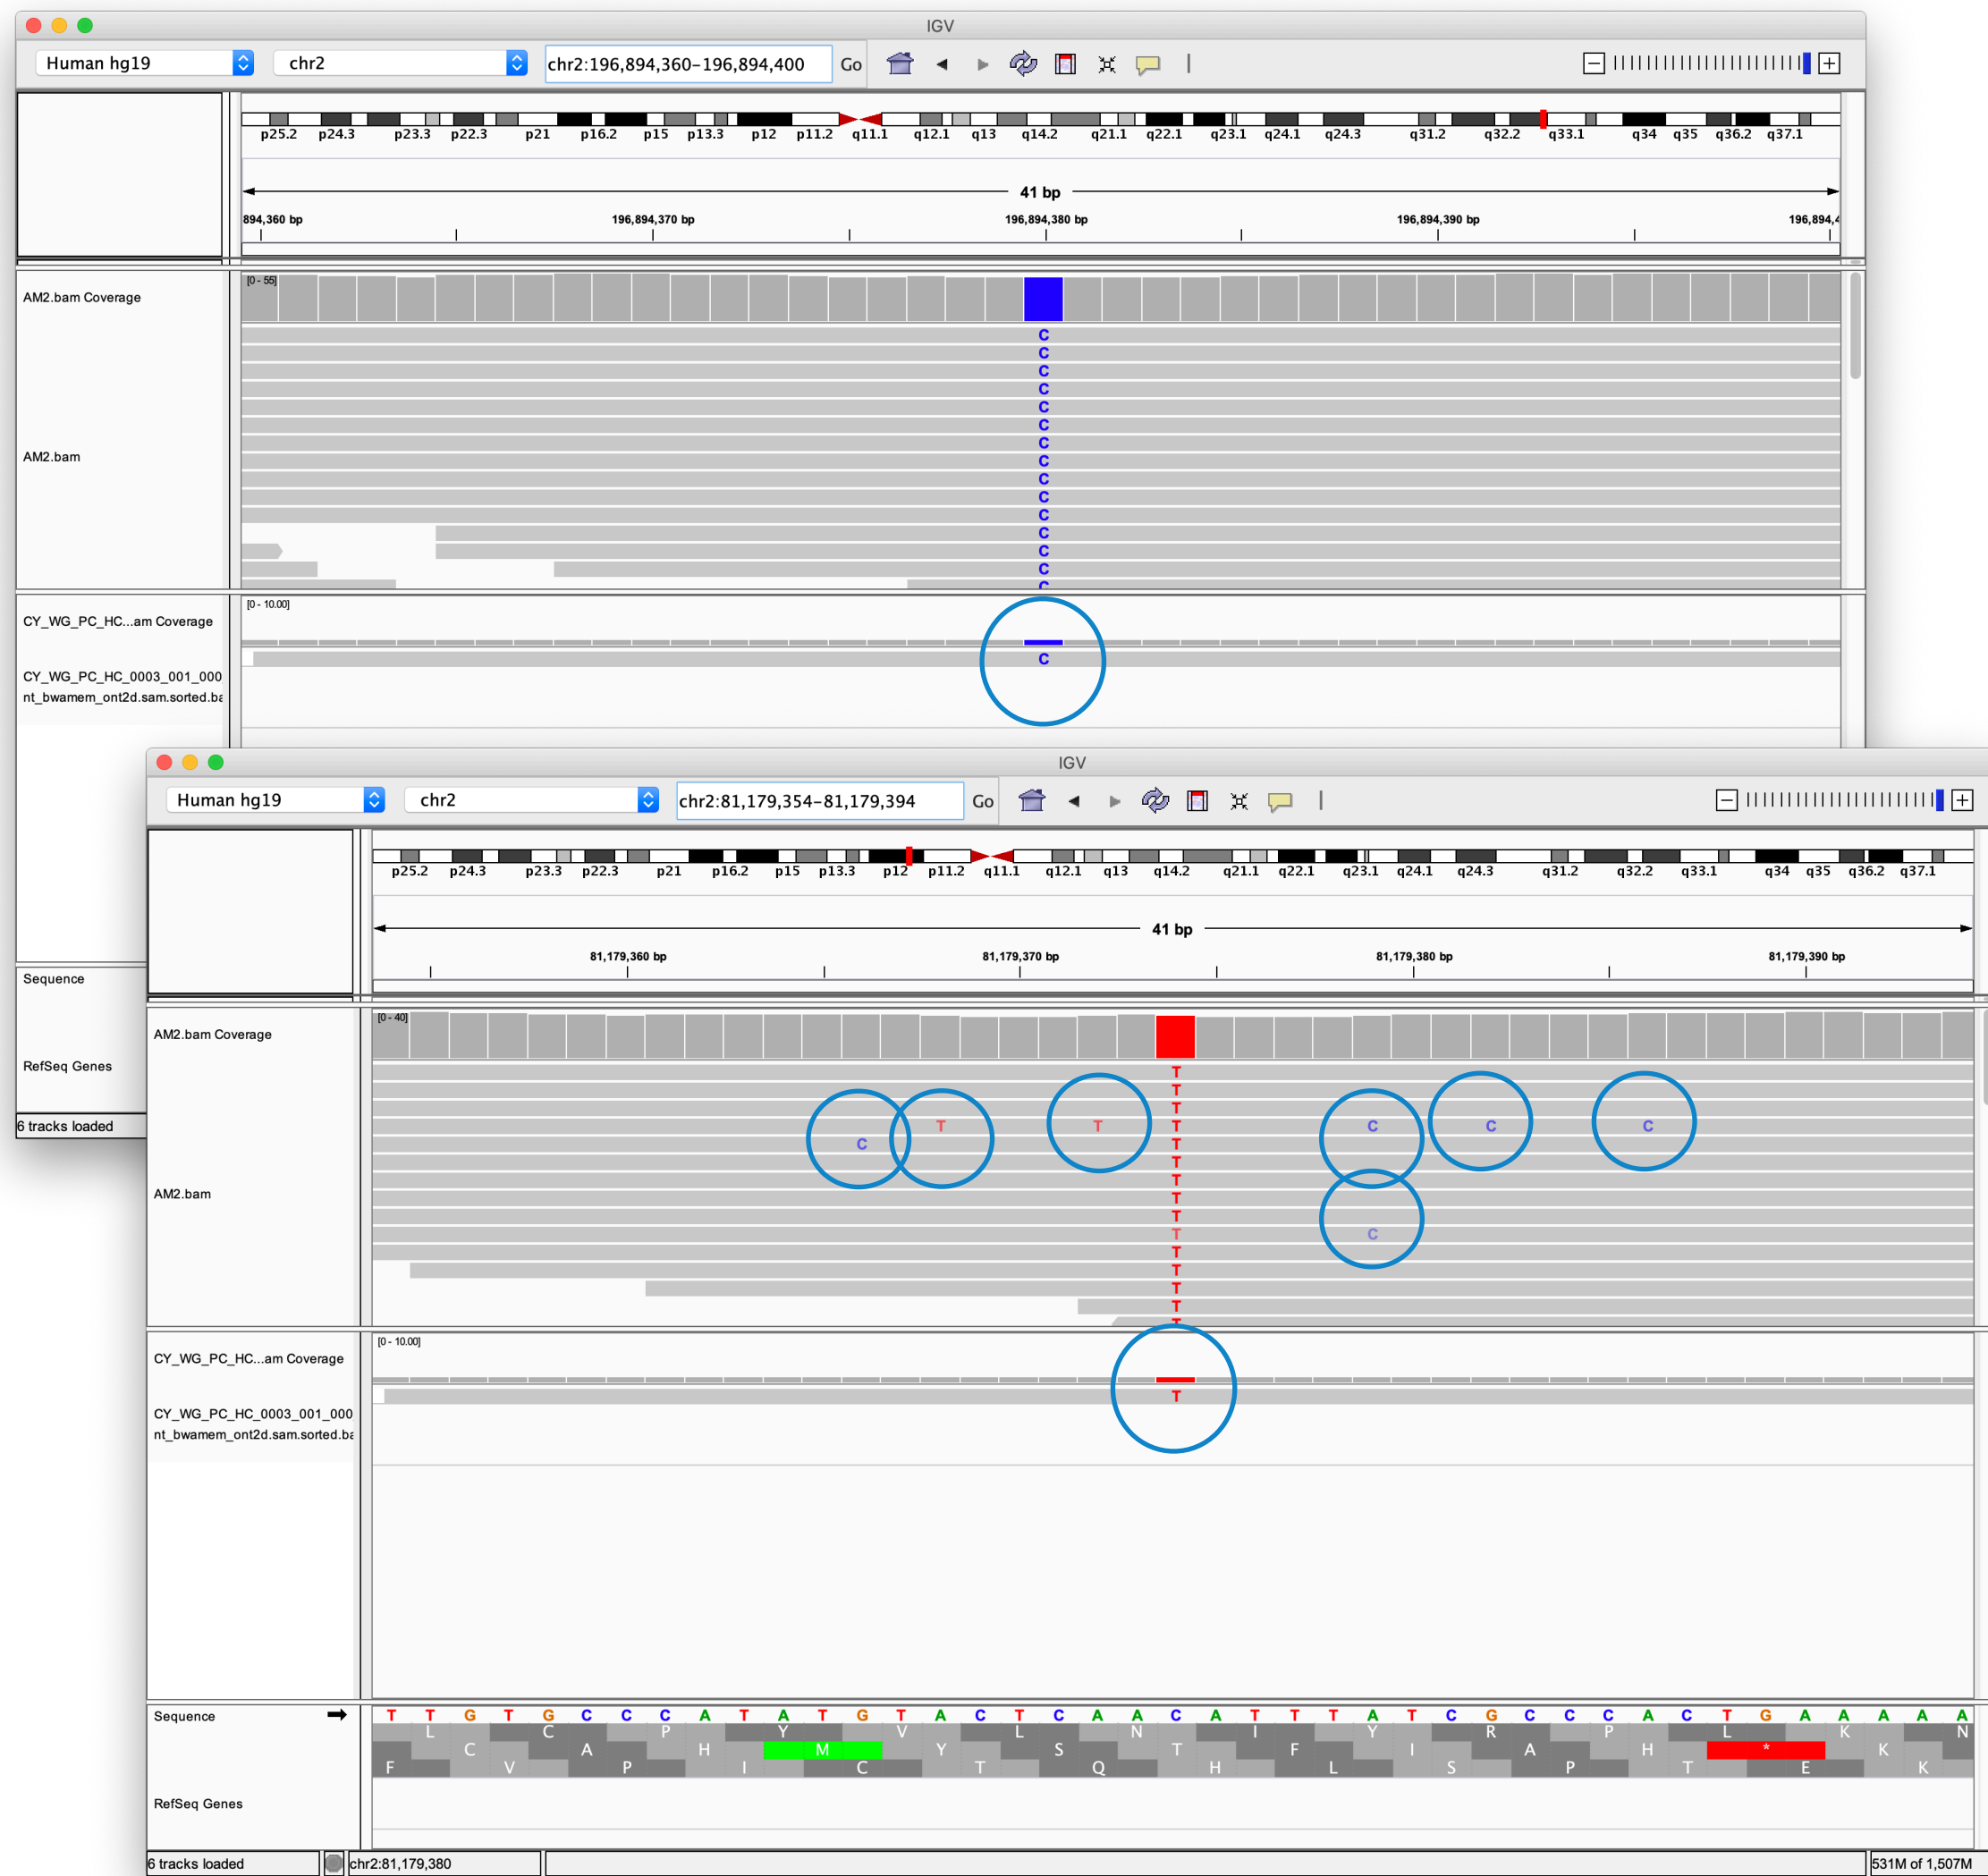 IGV
Human hg19 chr2 chr2:196,894,360-196,894,400 Go
p25.2 p24.3 p23.3 p22.3 p21 p16.2 p15 p13.3 p12 p11.2 q11.1 q12.1 q13 q14.2 q21.1 q22.1 q23.1 q24.1 q24.3 q31.2 q32.2 q33.1 q34 q35 q36.2 q37.1
41 bp
894,360 bp 196,894,370 bp 196,894,380 bp 196,894,390 bp 196,894,4
[0 - 55]
AM2.bam Coverage
C
C
C
C
C
C
C
AM2.bam
C
C
C
C
C
C
C
C
[0 - 10.00]
CY_WG_PC_HC...am Coverage
C
CY_WG_PC_HC_0003_001_000
nt_bwamem_ont2d.sam.sorted.ba
Sequence
RefSeq Genes
6 tracks loaded
IGV
Human hg19 chr2 chr2:81,179,354-81,179,394 Go
p25.2 p24.3 p23.3 p22.3 p21 p16.2 p15 p13.3 p12 p11.2 q11.1 q12.1 q13 q14.2 q21.1 q22.1 q23.1 q24.1 q24.3 q31.2 q32.2 q33.1 q34 q35 q36.2 q37.1
41 bp
81,179,360 bp 81,179,370 bp 81,179,380 bp 81,179,390 bp
[0 - 40]
AM2.bam Coverage
T
T
T
T T T C C C
C T
T
T
AM2.bam
T
T
T C
T
T
T
T
T
[0 - 10.00]
CY_WG_PC_HC...am Coverage
T
CY_WG_PC_HC_0003_001_000
nt_bwamem_ont2d.sam.sorted.ba
Sequence T T G T G C C C A T A T G T A C T C A A C A T T T A T C G C C C A C T G A A A A A
L C P Y V L N I Y R P L K N
C A H M Y S T F I A H * K
F V P I C T Q H L S P T E K
RefSeq Genes
6 tracks loaded chr2:81,179,380 531M of 1,507M